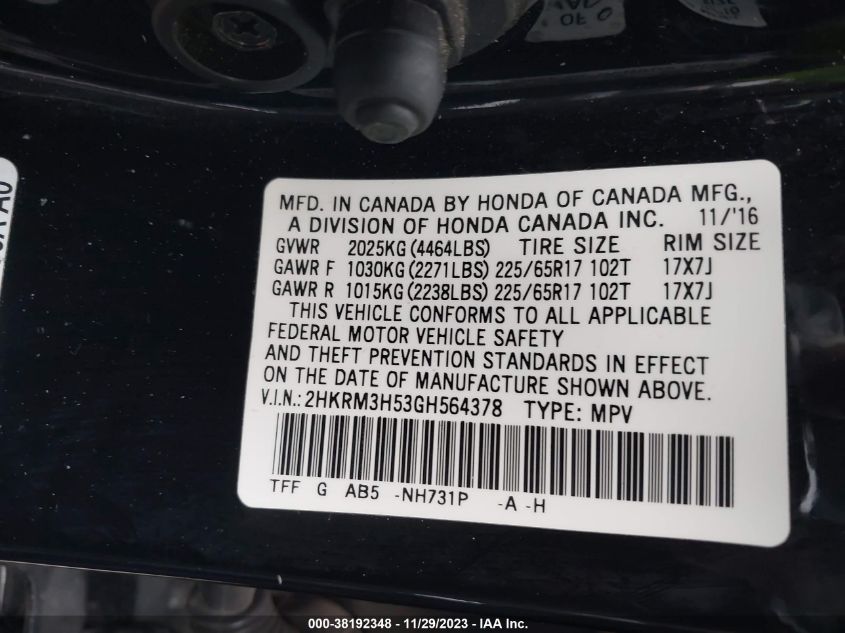 MFD. IN CANADA BY HONDA OF CANADA MFG.,
A DIVISION OF HONDA CANADA INC. 11/'16
GVWR 2025KG (4464LBS) TIRE SIZE RIM SIZE
GAWR F 1030KG (2271LBS) 225/65R17 102T 17X7J
GAWR R 1015KG (2238LBS) 225/65R17 102T 17X7J
THIS VEHICLE CONFORMS TO ALL APPLICABLE
FEDERAL MOTOR VEHICLE SAFETY
AND THEFT PREVENTION STANDARDS IN EFFECT
ON THE DATE OF MANUFACTURE SHOWN ABOVE.
V.I.N.: 2HKRM3H53GH564378 TYPE: MPV
TFF G AB5 -NH731P -A -H
000-38192348 - 11/29/2023 - IAA Inc.